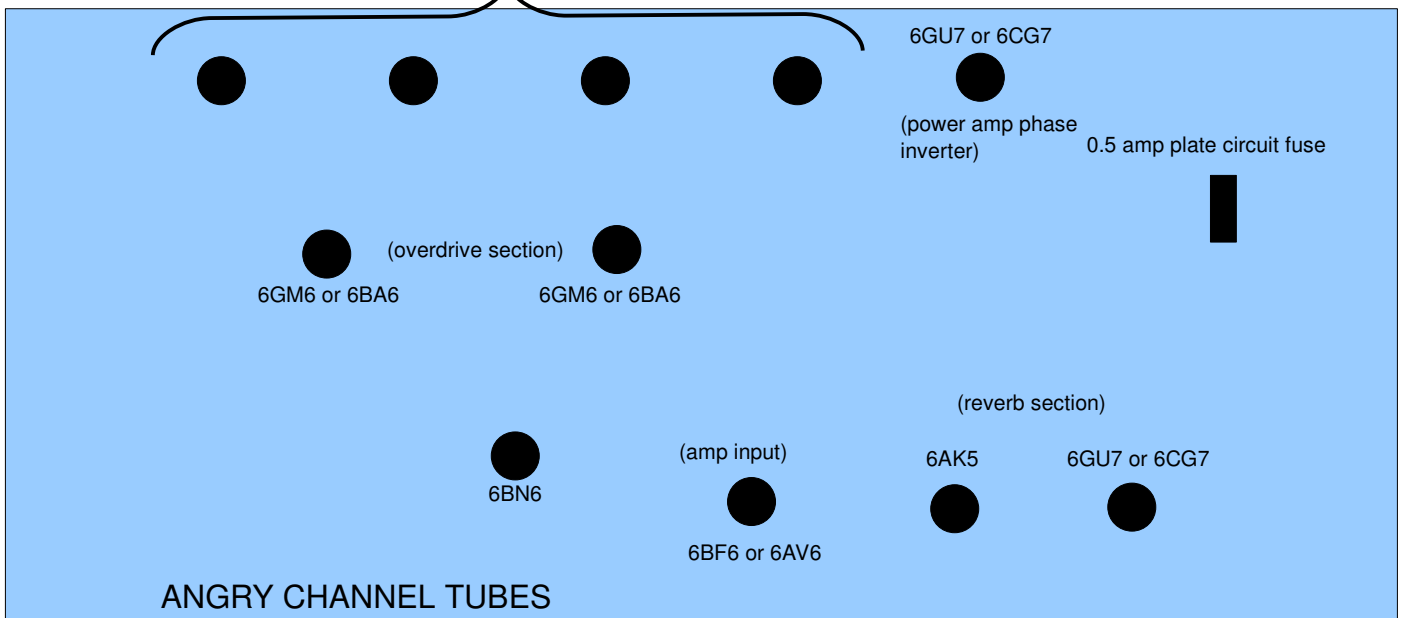 6GU7 or 6CG7
(power amp phase
inverter)
0.5 amp plate circuit fuse
(overdrive section)
6GM6 or 6BA6
6GM6 or 6BA6
(reverb section)
(amp input)
6AK5
6GU7 or 6CG7
6BN6
6BF6 or 6AV6
ANGRY CHANNEL TUBES